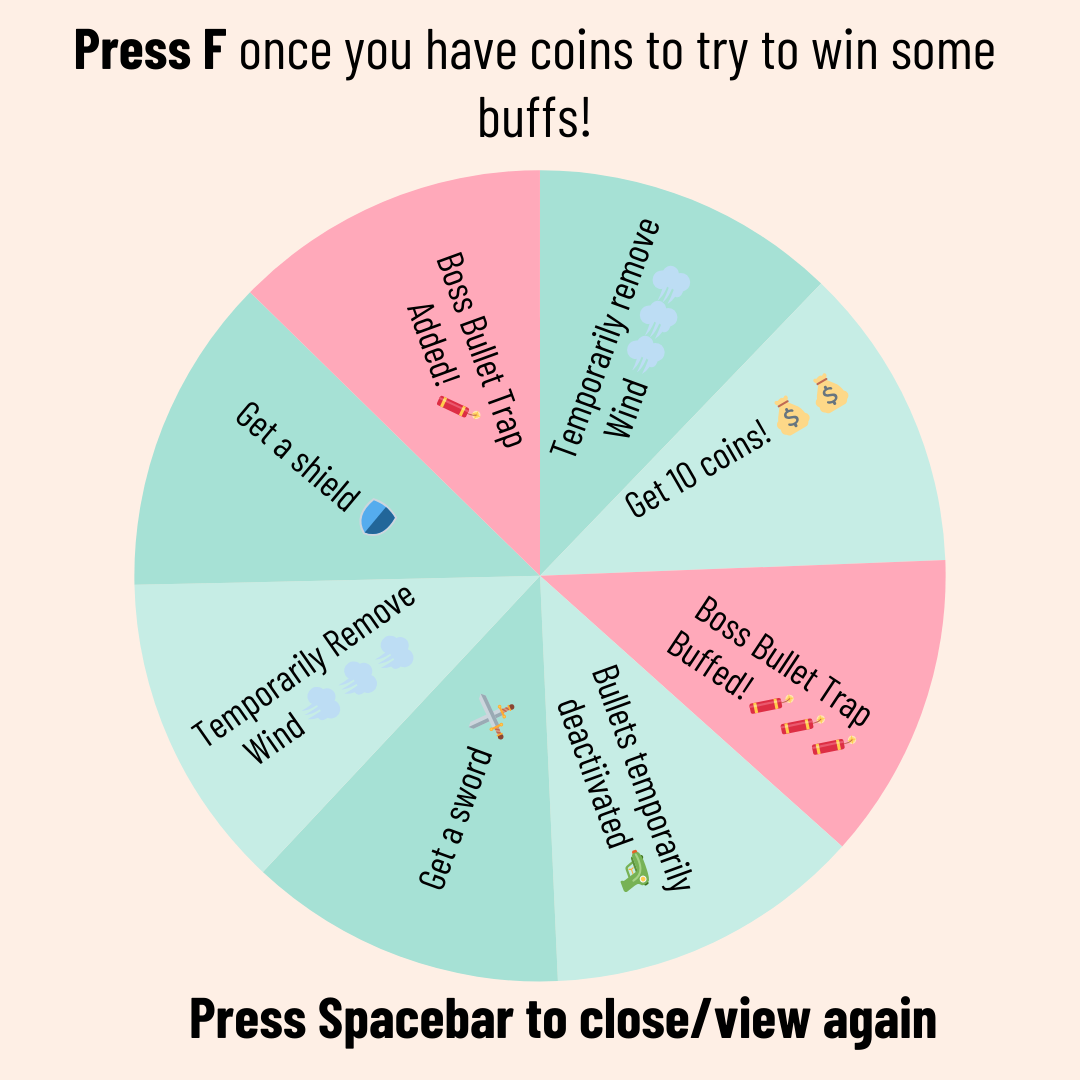 Press F once you have coins to try to win some
buffs!
Temporarily remove
Wind
Get 10 coins!
Boss Bullet Trap
Buffed!
Bullets temporarily
deactiivated
Get a sword
Temporarily Remove
Wind
Get a shield
Boss Bullet Trap
Added!
Press Spacebar to close/view again